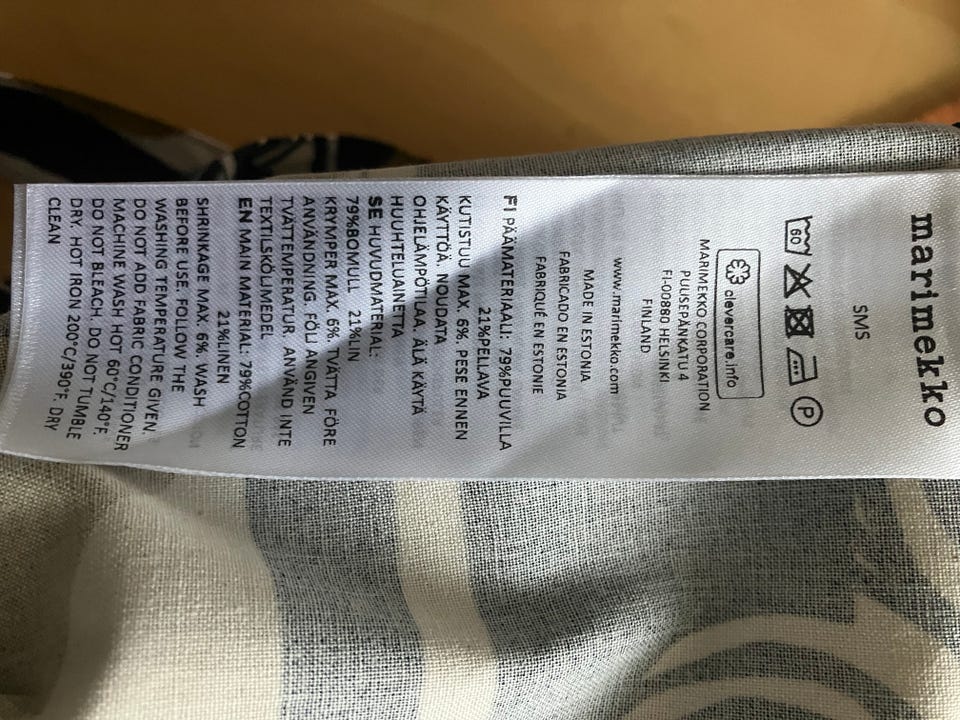 marimekko
SMS
60
P
clevercare.info
MARIMEKKO CORPORATION
PUUSEPÄNKATU 4
FI-00880 HELSINKI
FINLAND
www.marimekko.com
MADE IN ESTONIA
FABRICADO EN ESTONIA
FABRIQUÉ EN ESTONIE
FI PÄÄMATERIAALI: 79%PUUVILLA
21%PELLAVA
KUTISTUU MAX. 6%. PESE ENNEN
KÄYTTÖÄ. NOUDATA
OHJELÄMPÖTILAA. ÄLÄ KÄYTÄ
HUUHTELUAINETTA
SE HUVUDMATERIAL:
79%BOMULL 21%LIN
KRYMPER MAX. 6%. TVÄTTA FÖRE
ANVÄNDNING. FÖLJ ANGIVEN
TVÄTTEMPERATUR. ANVÄND INTE
TEXTILSKÖLJMEDEL
EN MAIN MATERIAL: 79%COTTON
21%LINEN
SHRINKAGE MAX. 6%. WASH
BEFORE USE. FOLLOW THE
WASHING TEMPERATURE GIVEN.
DO NOT ADD FABRIC CONDITIONER
MACHINE WASH HOT 60°C/140°F.
DO NOT BLEACH. DO NOT TUMBLE
DRY. HOT IRON 200°C/390°F. DRY
CLEAN